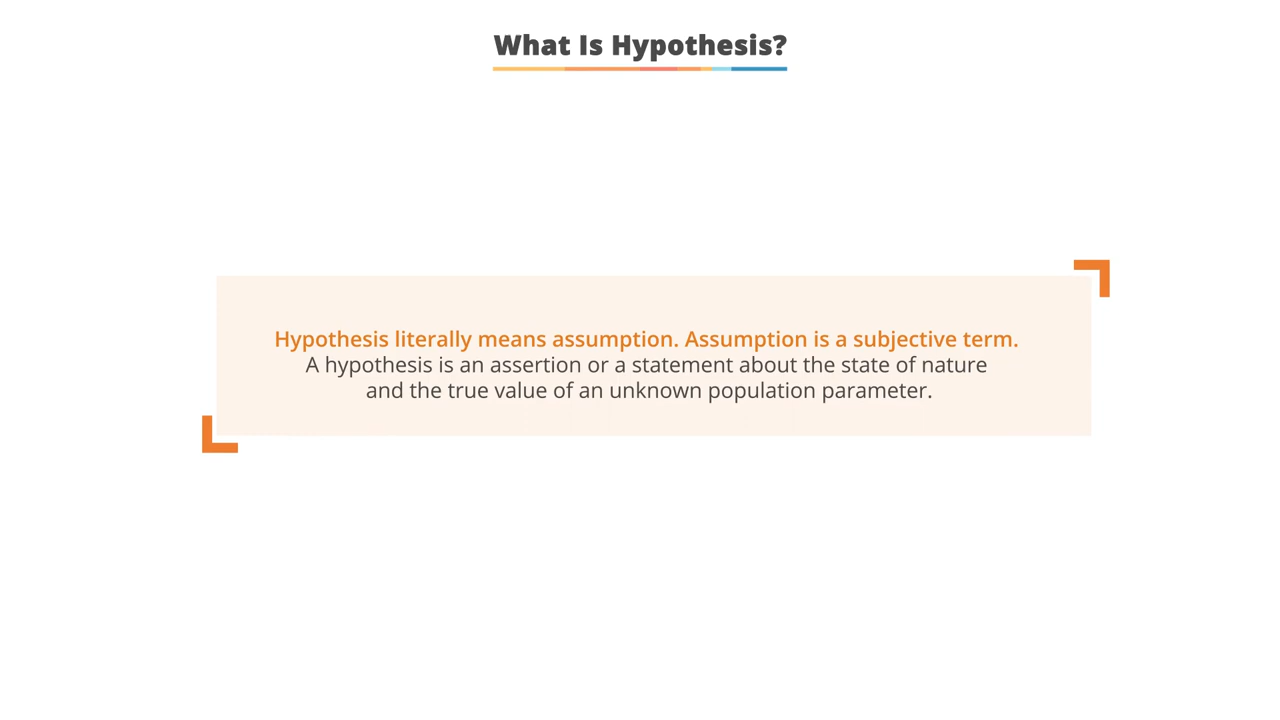 What Is Hypothesis?
Hypothesis literally means assumption. Assumption is a subjective term.
A hypothesis is an assertion or a statement about the state of nature
and the true value of an unknown population parameter.